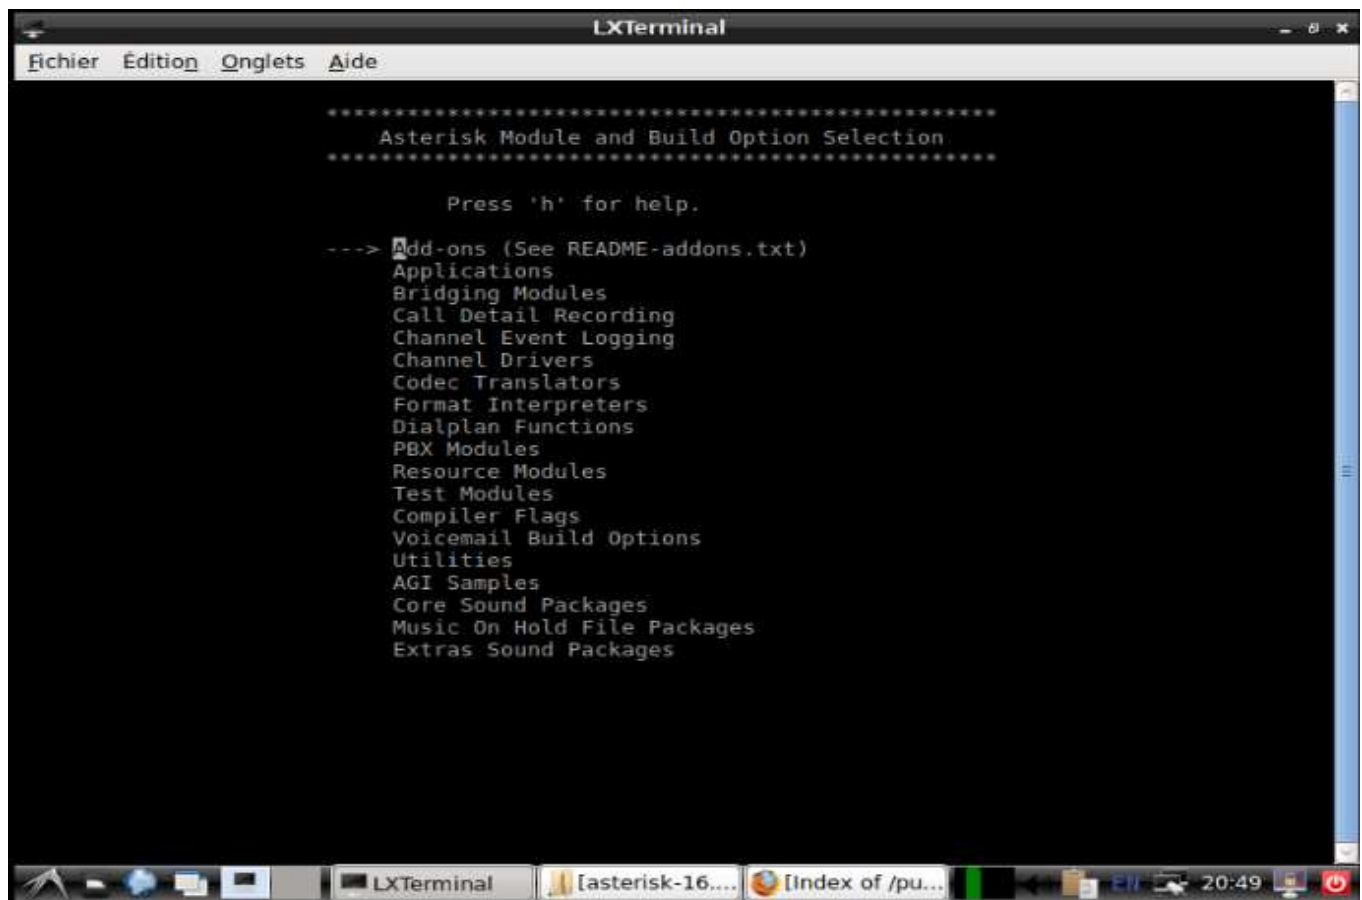 LXTerminal
Fichier Édition Onglets Aide
**************************************************
Asterisk Module and Build Option Selection
**************************************************
Press 'h' for help.
---> Add-ons (See README-addons.txt)
Applications
Bridging Modules
Call Detail Recording
Channel Event Logging
Channel Drivers
Codec Translators
Format Interpreters
Dialplan Functions
PBX Modules
Resource Modules
Test Modules
Compiler Flags
Voicemail Build Options
Utilities
AGI Samples
Core Sound Packages
Music On Hold File Packages
Extras Sound Packages
LXTerminal [asterisk-16.... [Index of /pu... EN 20:49